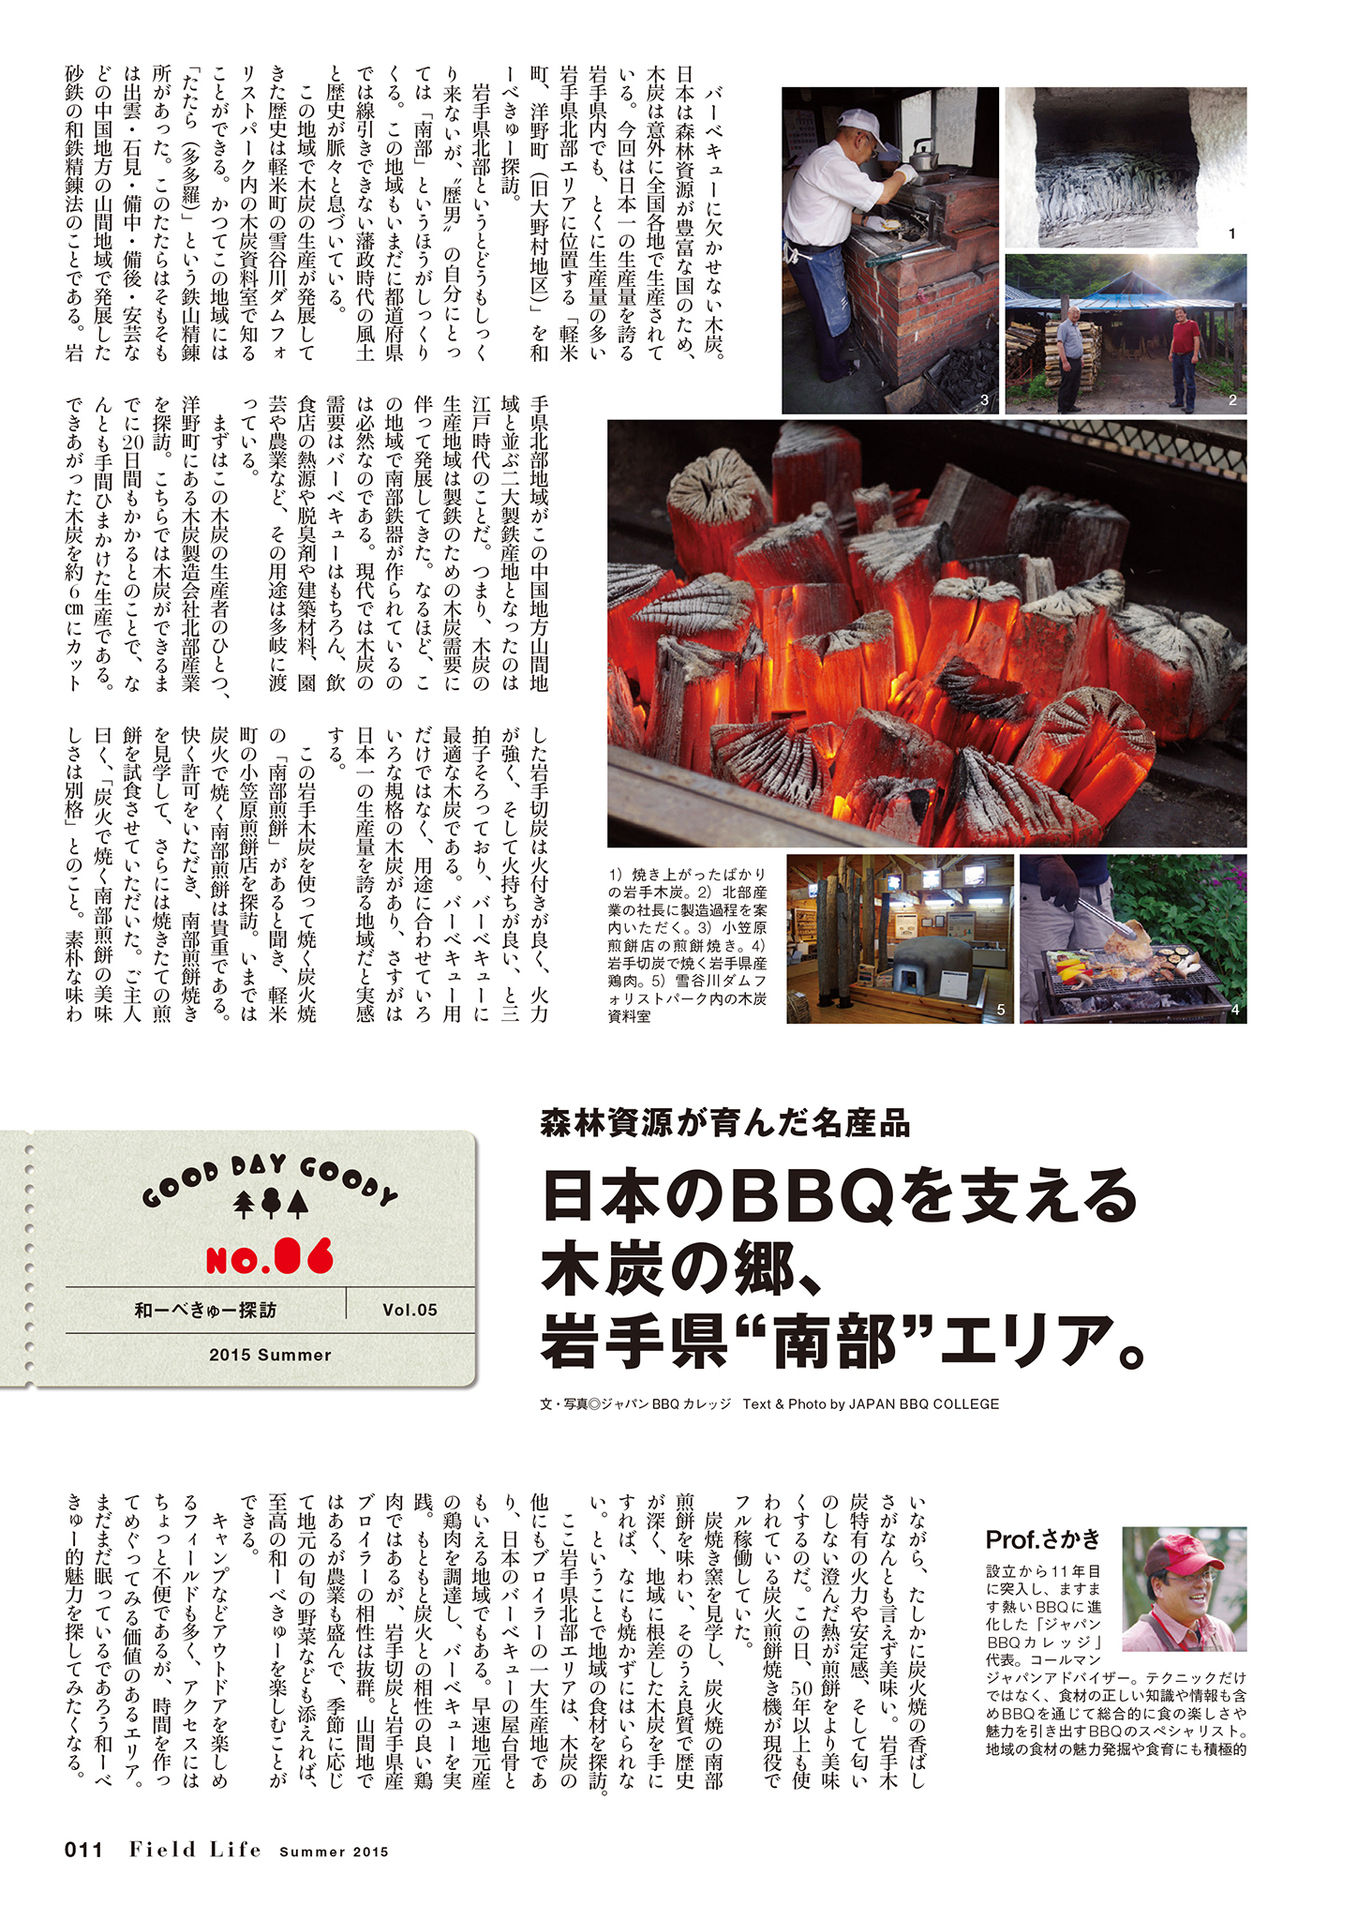 森林資源が育んだ名産品
日本のBBQを支える
木炭の郷、
岩手県“南部”エリア。
文・写真◎ジャパンBBQカレッジ Text & Photo by JAPAN BBQ COLLEGE
GOOD DAY GOODY
NO.06
和ーべきゅー探訪
Vol.05
2015 Summer
バーベキューに欠かせない木炭。
日本は森林資源が豊富な国のため、
木炭は意外に全国各地で生産されて
いる。今回は日本一の生産量を誇る
岩手県内でも、とくに生産量の多い
岩手県北部エリアに位置する「軽米
町、洋野町（旧大野村地区）」を和
ーべきゅー探訪。
岩手県北部というとどうもしっく
り来ないが、〝歴男〟の自分にとっ
ては「南部」というほうがしっくり
くる。この地域もいまだに都道府県
では線引きできない藩政時代の風土
と歴史が脈々と息づいている。
この地域で木炭の生産が発展して
きた歴史は軽米町の雪谷川ダムフォ
リストパーク内の木炭資料室で知る
ことができる。かつてこの地域には
「たたら（多多羅）」という鉄山精錬
所があった。このたたらはそもそも
は出雲・石見・備中・備後・安芸な
どの中国地方の山間地域で発展した
砂鉄の和鉄精錬法のことである。岩
手県北部地域がこの中国地方山間地
域と並ぶ二大製鉄産地となったのは
江戸時代のことだ。つまり、木炭の
生産地域は製鉄のための木炭需要に
伴って発展してきた。なるほど、こ
の地域で南部鉄器が作られているの
は必然なのである。現代では木炭の
需要はバーベキューはもちろん、飲
食店の熱源や脱臭剤や建築材料、園
芸や農業など、その用途は多岐に渡
っている。
まずはこの木炭の生産者のひとつ、
洋野町にある木炭製造会社北部産業
を探訪。こちらでは木炭ができるま
でに20日間もかかるとのことで、な
んとも手間ひまかけた生産である。
できあがった木炭を約6㎝にカット
した岩手切炭は火付きが良く、火力
が強く、そして火持ちが良い、と三
拍子そろっており、バーベキューに
最適な木炭である。バーベキュー用
だけではなく、用途に合わせていろ
いろな規格の木炭があり、さすがは
日本一の生産量を誇る地域だと実感
する。
この岩手木炭を使って焼く炭火焼
の「南部煎餅」があると聞き、軽米
町の小笠原煎餅店を探訪。いまでは
炭火で焼く南部煎餅は貴重である。
快く許可をいただき、南部煎餅焼き
を見学して、さらには焼きたての煎
餅を試食させていただいた。ご主人
曰く、「炭火で焼く南部煎餅の美味
しさは別格」とのこと。素朴な味わ
いながら、たしかに炭火焼の香ばし
さがなんとも言えず美味い。岩手木
炭特有の火力や安定感、そして匂い
のしない澄んだ熱が煎餅をより美味
くするのだ。この日、50年以上も使
われている炭火煎餅焼き機が現役で
フル稼働していた。
炭焼き窯を見学し、炭火焼の南部
煎餅を味わい、そのうえ良質で歴史
が深く、地域に根差した木炭を手に
すれば、なにも焼かずにはいられな
い。ということで地域の食材を探訪。
ここ岩手県北部エリアは、木炭の
他にもブロイラーの一大生産地であ
り、日本のバーベキューの屋台骨と
もいえる地域でもある。早速地元産
の鶏肉を調達し、バーベキューを実
践。もともと炭火との相性の良い鶏
肉ではあるが、岩手切炭と岩手県産
ブロイラーの相性は抜群。山間地で
はあるが農業も盛んで、季節に応じ
て地元の旬の野菜なども添えれば、
至高の和ーべきゅーを楽しむことが
できる。
キャンプなどアウトドアを楽しめ
るフィールドも多く、アクセスには
ちょっと不便であるが、時間を作っ
てめぐってみる価値のあるエリア。
まだまだ眠っているであろう和ーべ
きゅー的魅力を探してみたくなる。
1
2
3
4
5
1）焼き上がったばかり
の岩手木炭。2）北部産
業の社長に製造過程を案
内いただく。3）小笠原
煎餅店の煎餅焼き。4）
岩手切炭で焼く岩手県産
鶏肉。5）雪谷川ダムフ
ォリストパーク内の木炭
資料室
Prof.さかき
設立から11年目
に突入し、ますま
す熱いBBQに進
化した「ジャパン
BBQカレッジ」
代表。コールマン
ジャパンアドバイザー。テクニックだけ
ではなく、食材の正しい知識や情報も含
めBBQを通じて総合的に食の楽しさや
魅力を引き出すBBQのスペシャリスト。
地域の食材の魅力発掘や食育にも積極的
011 Field Life Summer 2015